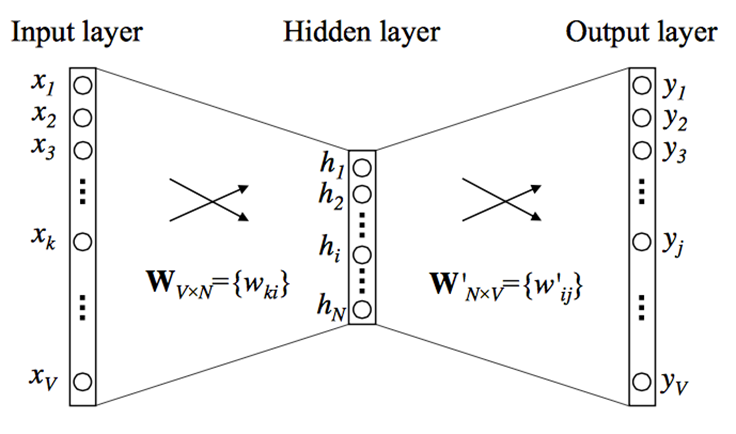 Input layer Hidden layer Output layer
x1
x2
x3
xk
xV
h1
h2
hi
hN
y1
y2
y3
yj
yV
WV×N={wki}
W'N×V={w'ij}